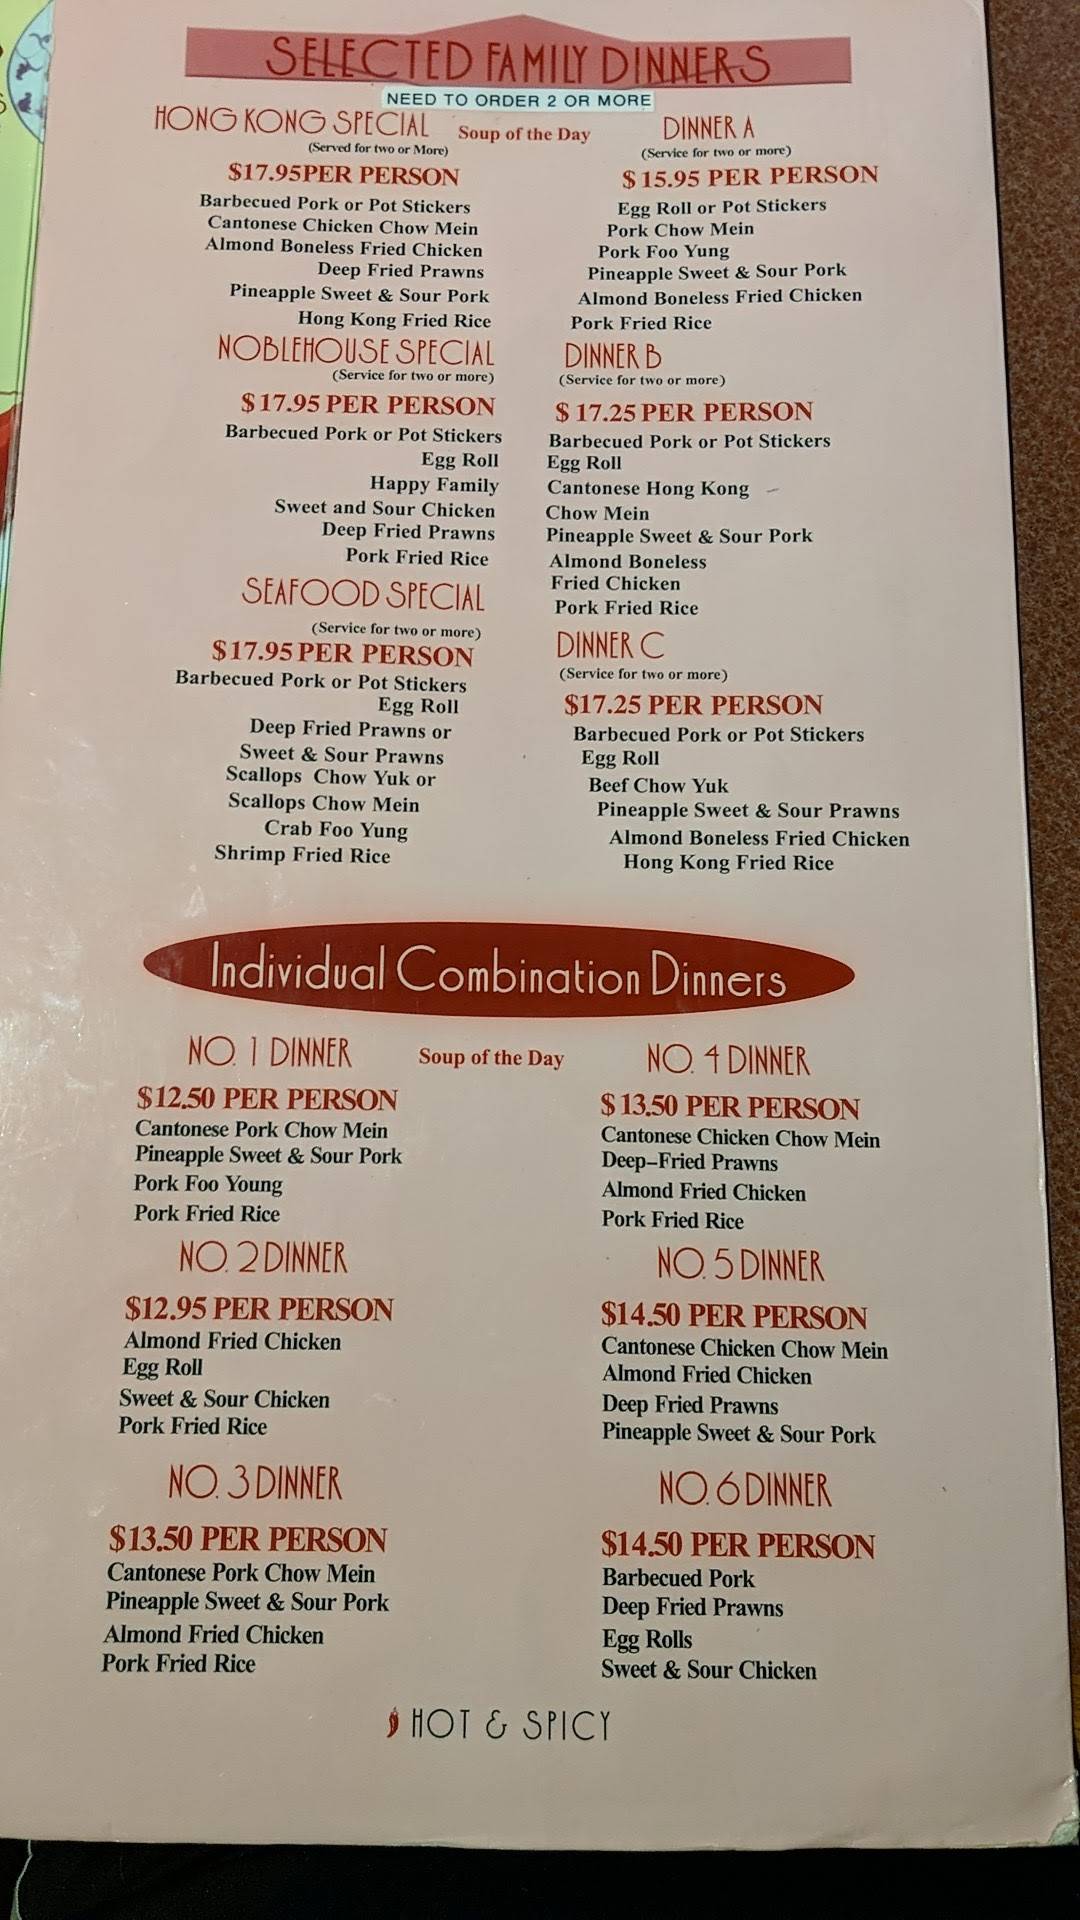 SELECTED FAMILY DINNERS
NEED TO ORDER 2 OR MORE
HONG KONG SPECIAL
(Served for two or More)
$17.95PER PERSON
Barbecued Pork or Pot Stickers
Cantonese Chicken Chow Mein
Almond Boneless Fried Chicken
Deep Fried Prawns
Pineapple Sweet & Sour Pork
Hong Kong Fried Rice
NOBLEHOUSE SPECIAL
(Service for two or more)
$17.95 PER PERSON
Barbecued Pork or Pot Stickers
Egg Roll
Happy Family
Sweet and Sour Chicken
Deep Fried Prawns
Pork Fried Rice
SEAFOOD SPECIAL
(Service for two or more)
$17.95 PER PERSON
Barbecued Pork or Pot Stickers
Egg Roll
Deep Fried Prawns or
Sweet & Sour Prawns
Scallops Chow Yuk or
Scallops Chow Mein
Crab Foo Yung
Shrimp Fried Rice
Soup of the Day
DINNER A
(Service for two or more)
$15.95 PER PERSON
Egg Roll or Pot Stickers
Pork Chow Mein
Pork Foo Yung
Pineapple Sweet & Sour Pork
Almond Boneless Fried Chicken
Pork Fried Rice
DINNER B
(Service for two or more)
$17.25 PER PERSON
Barbecued Pork or Pot Stickers
Egg Roll
Cantonese Hong Kong
Chow Mein
Pineapple Sweet & Sour Pork
Almond Boneless
Fried Chicken
Pork Fried Rice
DINNER C
(Service for two or more)
$17.25 PER PERSON
Barbecued Pork or Pot Stickers
Egg Roll
Beef Chow Yuk
Pineapple Sweet & Sour Prawns
Almond Boneless Fried Chicken
Hong Kong Fried Rice
Individual Combination Dinners
NO. 1 DINNER
$12.50 PER PERSON
Cantonese Pork Chow Mein
Pineapple Sweet & Sour Pork
Pork Foo Young
Pork Fried Rice
NO. 2 DINNER
$12.95 PER PERSON
Almond Fried Chicken
Egg Roll
Sweet & Sour Chicken
Pork Fried Rice
NO. 3 DINNER
$13.50 PER PERSON
Cantonese Pork Chow Mein
Pineapple Sweet & Sour Pork
Almond Fried Chicken
Pork Fried Rice
Soup of the Day
NO. 4 DINNER
$13.50 PER PERSON
Cantonese Chicken Chow Mein
Deep-Fried Prawns
Almond Fried Chicken
Pork Fried Rice
NO. 5 DINNER
$14.50 PER PERSON
Cantonese Chicken Chow Mein
Almond Fried Chicken
Deep Fried Prawns
Pineapple Sweet & Sour Pork
NO. 6 DINNER
$14.50 PER PERSON
Barbecued Pork
Deep Fried Prawns
Egg Rolls
Sweet & Sour Chicken
HOT & SPICY